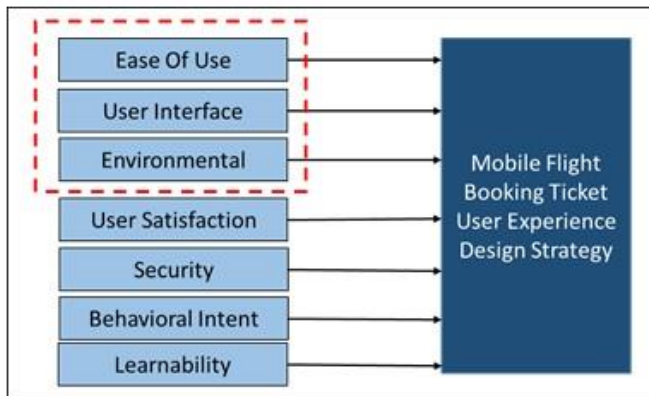 Ease Of Use
User Interface
Environmental
User Satisfaction
Security
Behavioral Intent
Learnability
Mobile Flight
Booking Ticket
User Experience
Design Strategy